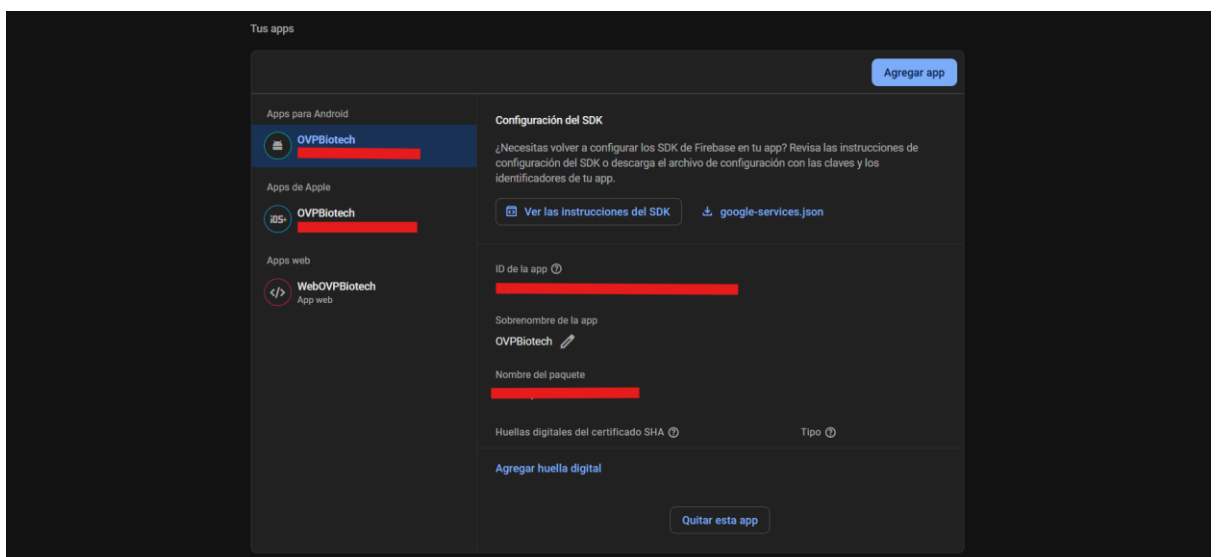 Tus apps
Agregar app
Apps para Android
OVPBiotech
Apps de Apple
iOS+
OVPBiotech
Apps web
</>
WebOVPBiotech
App web
Configuración del SDK
¿Necesitas volver a configurar los SDK de Firebase en tu app? Revisa las instrucciones de
configuración del SDK o descarga el archivo de configuración con las claves y los
identificadores de tu app.
Ver las instrucciones del SDK
google-services.json
ID de la app
Sobrenombre de la app
OVPBiotech
Nombre del paquete
Huellas digitales del certificado SHA
Tipo
Agregar huella digital
Quitar esta app